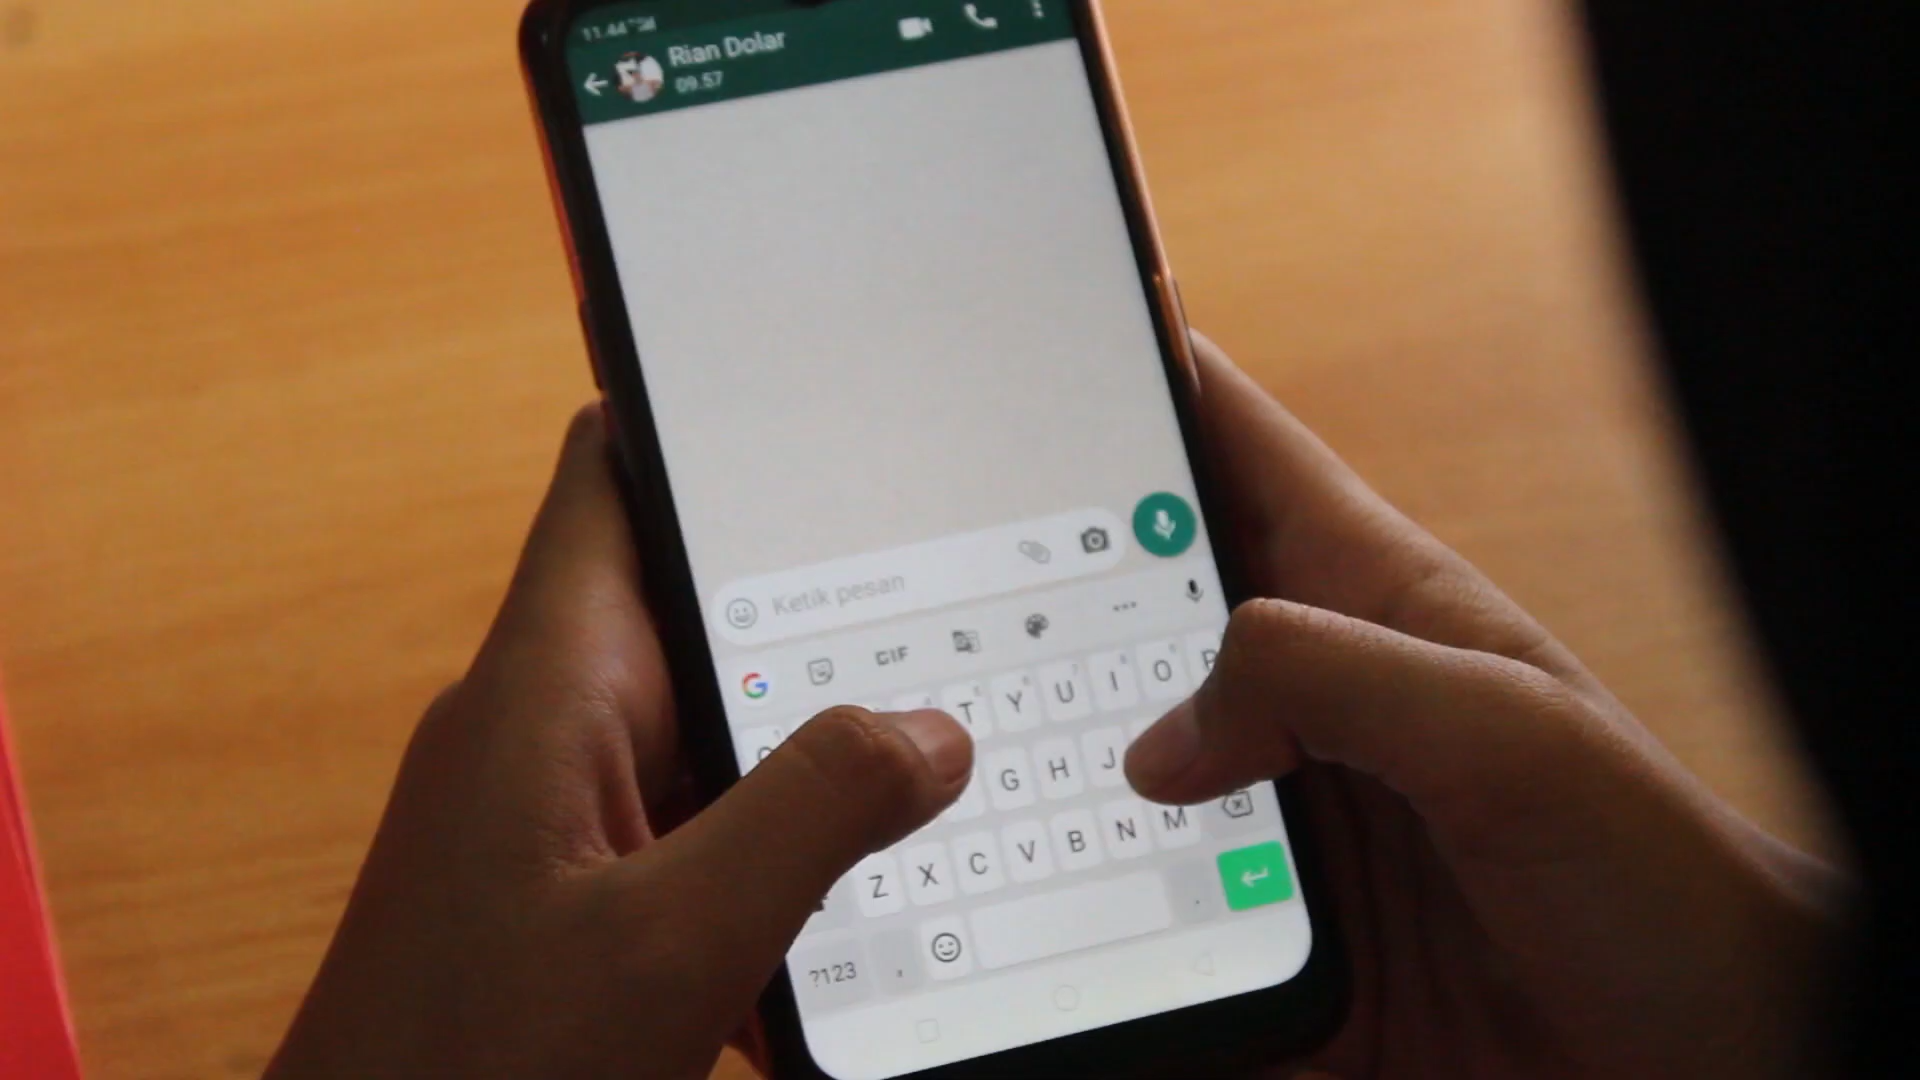 11.44
Rian Dolar
09.57
Ketik pesan
G GIF
T Y U I O P
G H J
Z X C V B N M
?123 , .